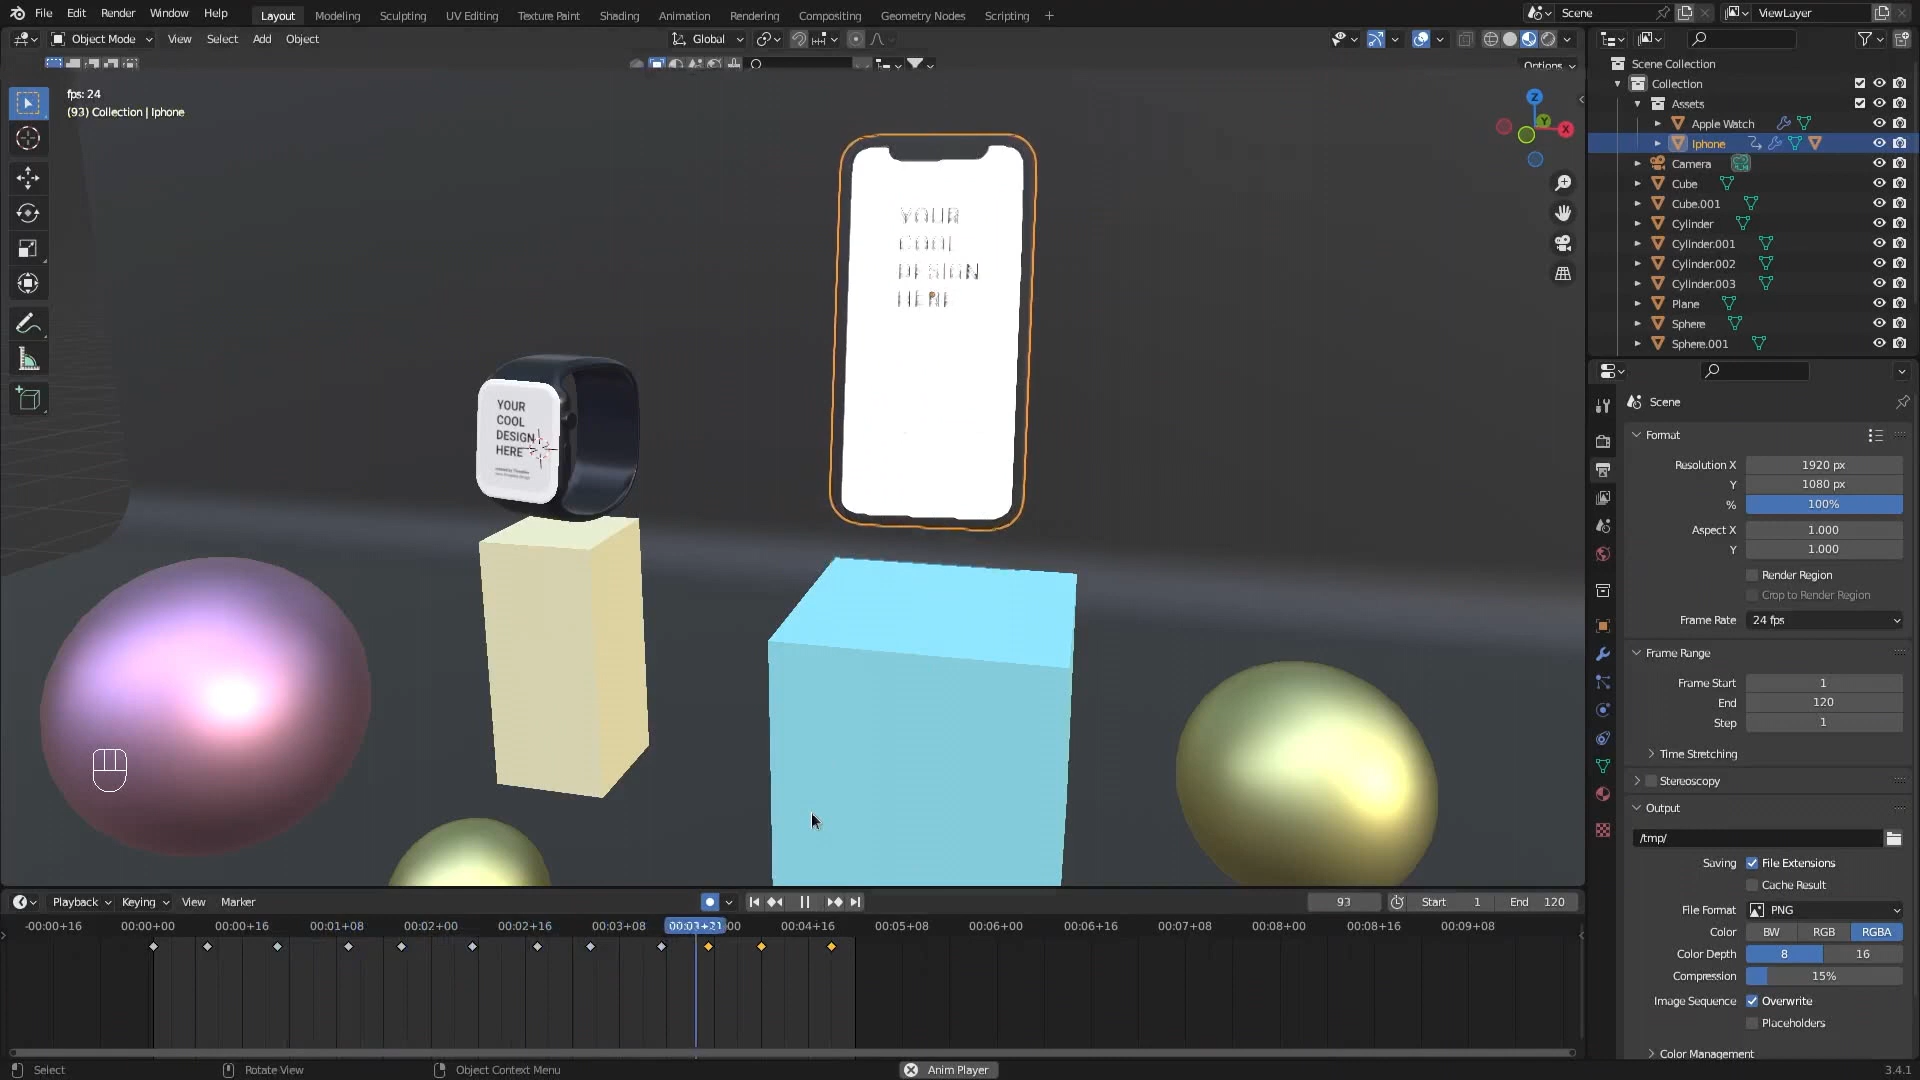 File Edit Render Window Help Layout Modeling Sculpting UV Editing Texture Paint Shading Animation Rendering Compositing Geometry Nodes Scripting + Scene ViewLayer
Object Mode View Select Add Object Global
Options
fps: 24
(93) Collection | Iphone
Z
Y
X
YOUR
COOL
DESIGN
HERE
YOUR
COOL
DESIGN
HERE
Scene Collection
Collection
Assets
Apple Watch
Iphone
Camera
Cube
Cube.001
Cylinder
Cylinder.001
Cylinder.002
Cylinder.003
Plane
Sphere
Sphere.001
Scene
Format
Resolution X 1920 px
Y 1080 px
% 100%
Aspect X 1.000
Y 1.000
Render Region
Crop to Render Region
Frame Rate 24 fps
Frame Range
Frame Start 1
End 120
Step 1
Time Stretching
Stereoscopy
Output
/tmp/
Saving File Extensions
Cache Result
File Format PNG
Color BW RGB RGBA
Color Depth 8 16
Compression 15%
Image Sequence Overwrite
Placeholders
Color Management
Playback Keying View Marker 93 Start 1 End 120
-00:00+16 00:00+00 00:00+16 00:01+08 00:02+00 00:02+16 00:03+08 00:03+21 00 00:04+16 00:05+08 00:06+00 00:06+16 00:07+08 00:08+00 00:08+16 00:09+08
Select Rotate View Object Context Menu Anim Player 3.4.1